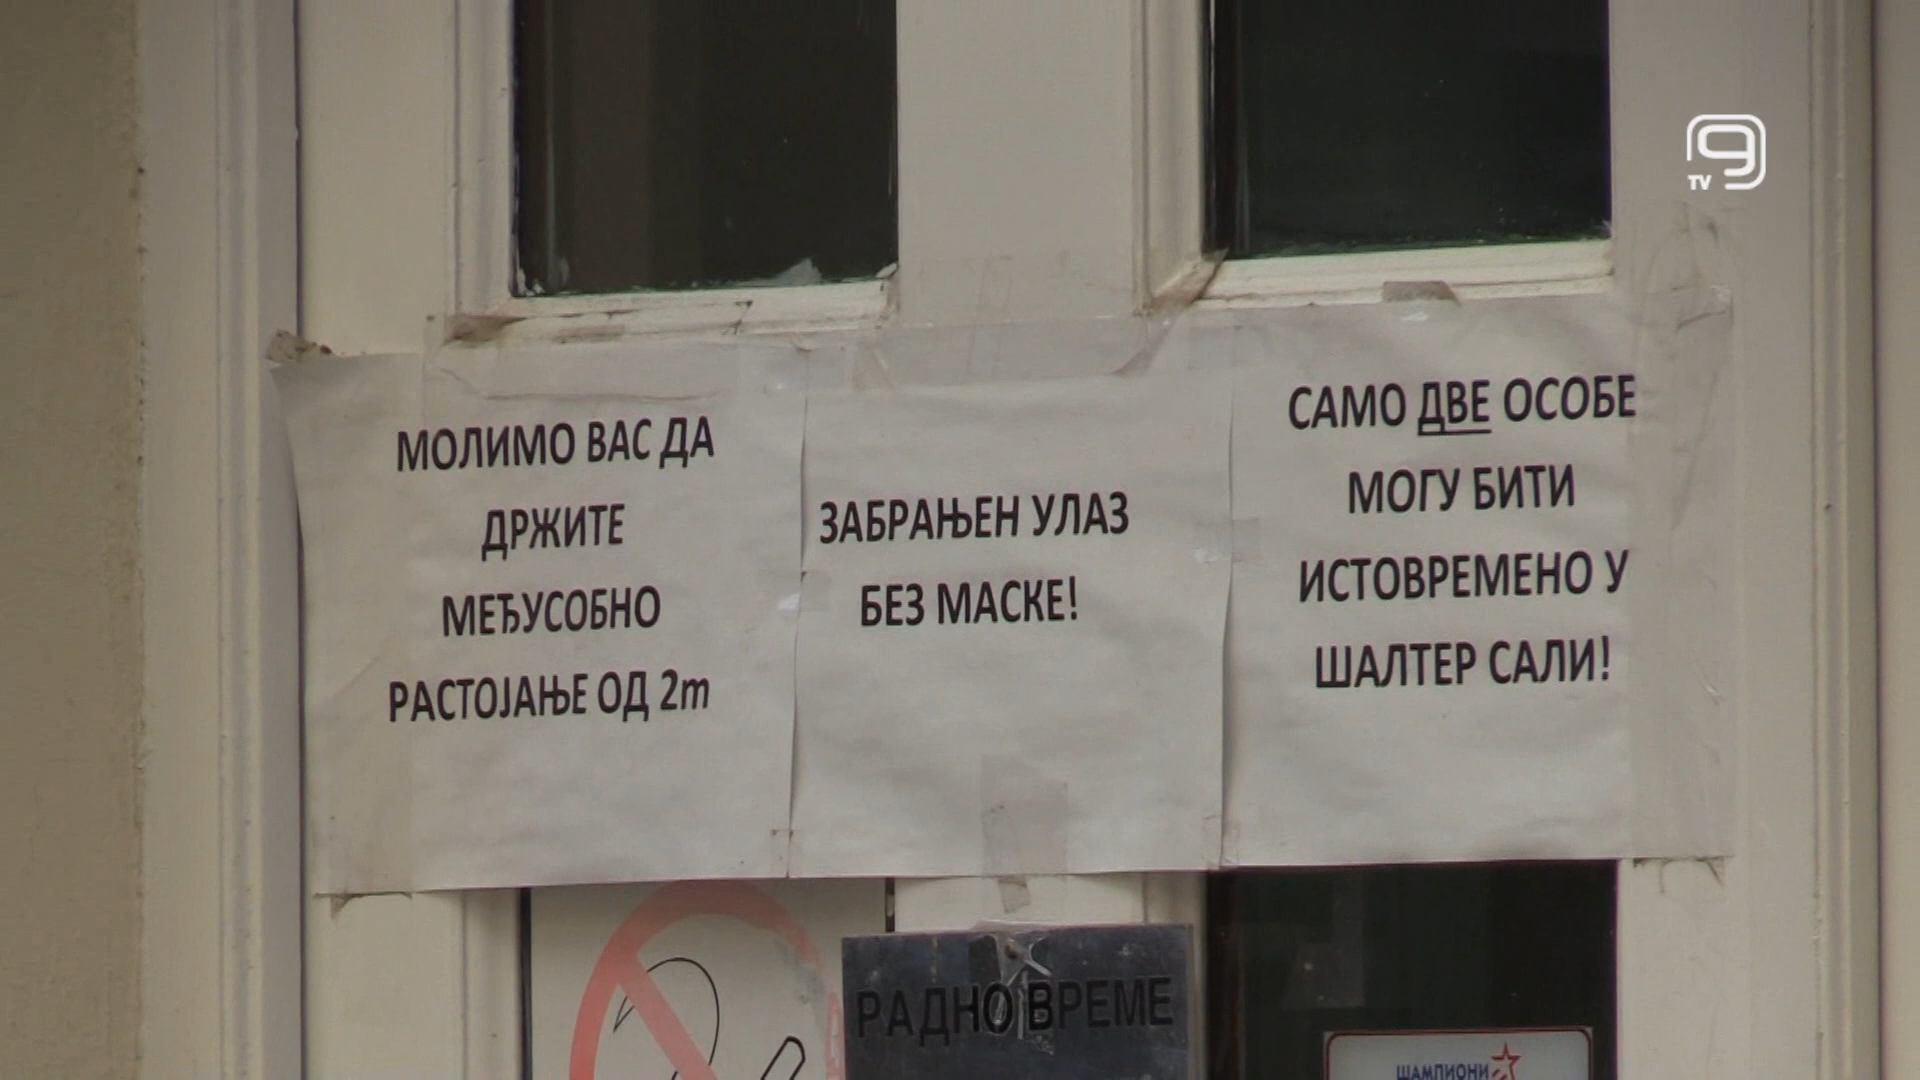 9
TV
МОЛИМО ВАС ДА
ДРЖИТЕ
МЕЂУСОБНО
РАСТОЈАЊЕ ОД 2m
ЗАБРАЊЕН УЛАЗ
БЕЗ МАСКЕ!
САМО ДВЕ ОСОБЕ
МОГУ БИТИ
ИСТОВРЕМЕНО У
ШАЛТЕР САЛИ!
РАДНО ВРЕМЕ
ШАМПИОНИ